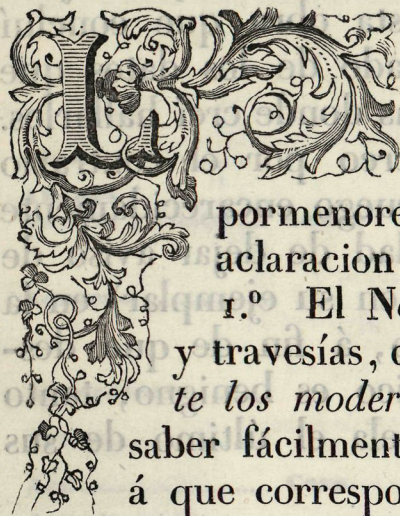 L
pormenore
aclaracion
1.º El N
y travesías,
te los moder
saber fácilment
á que correspo